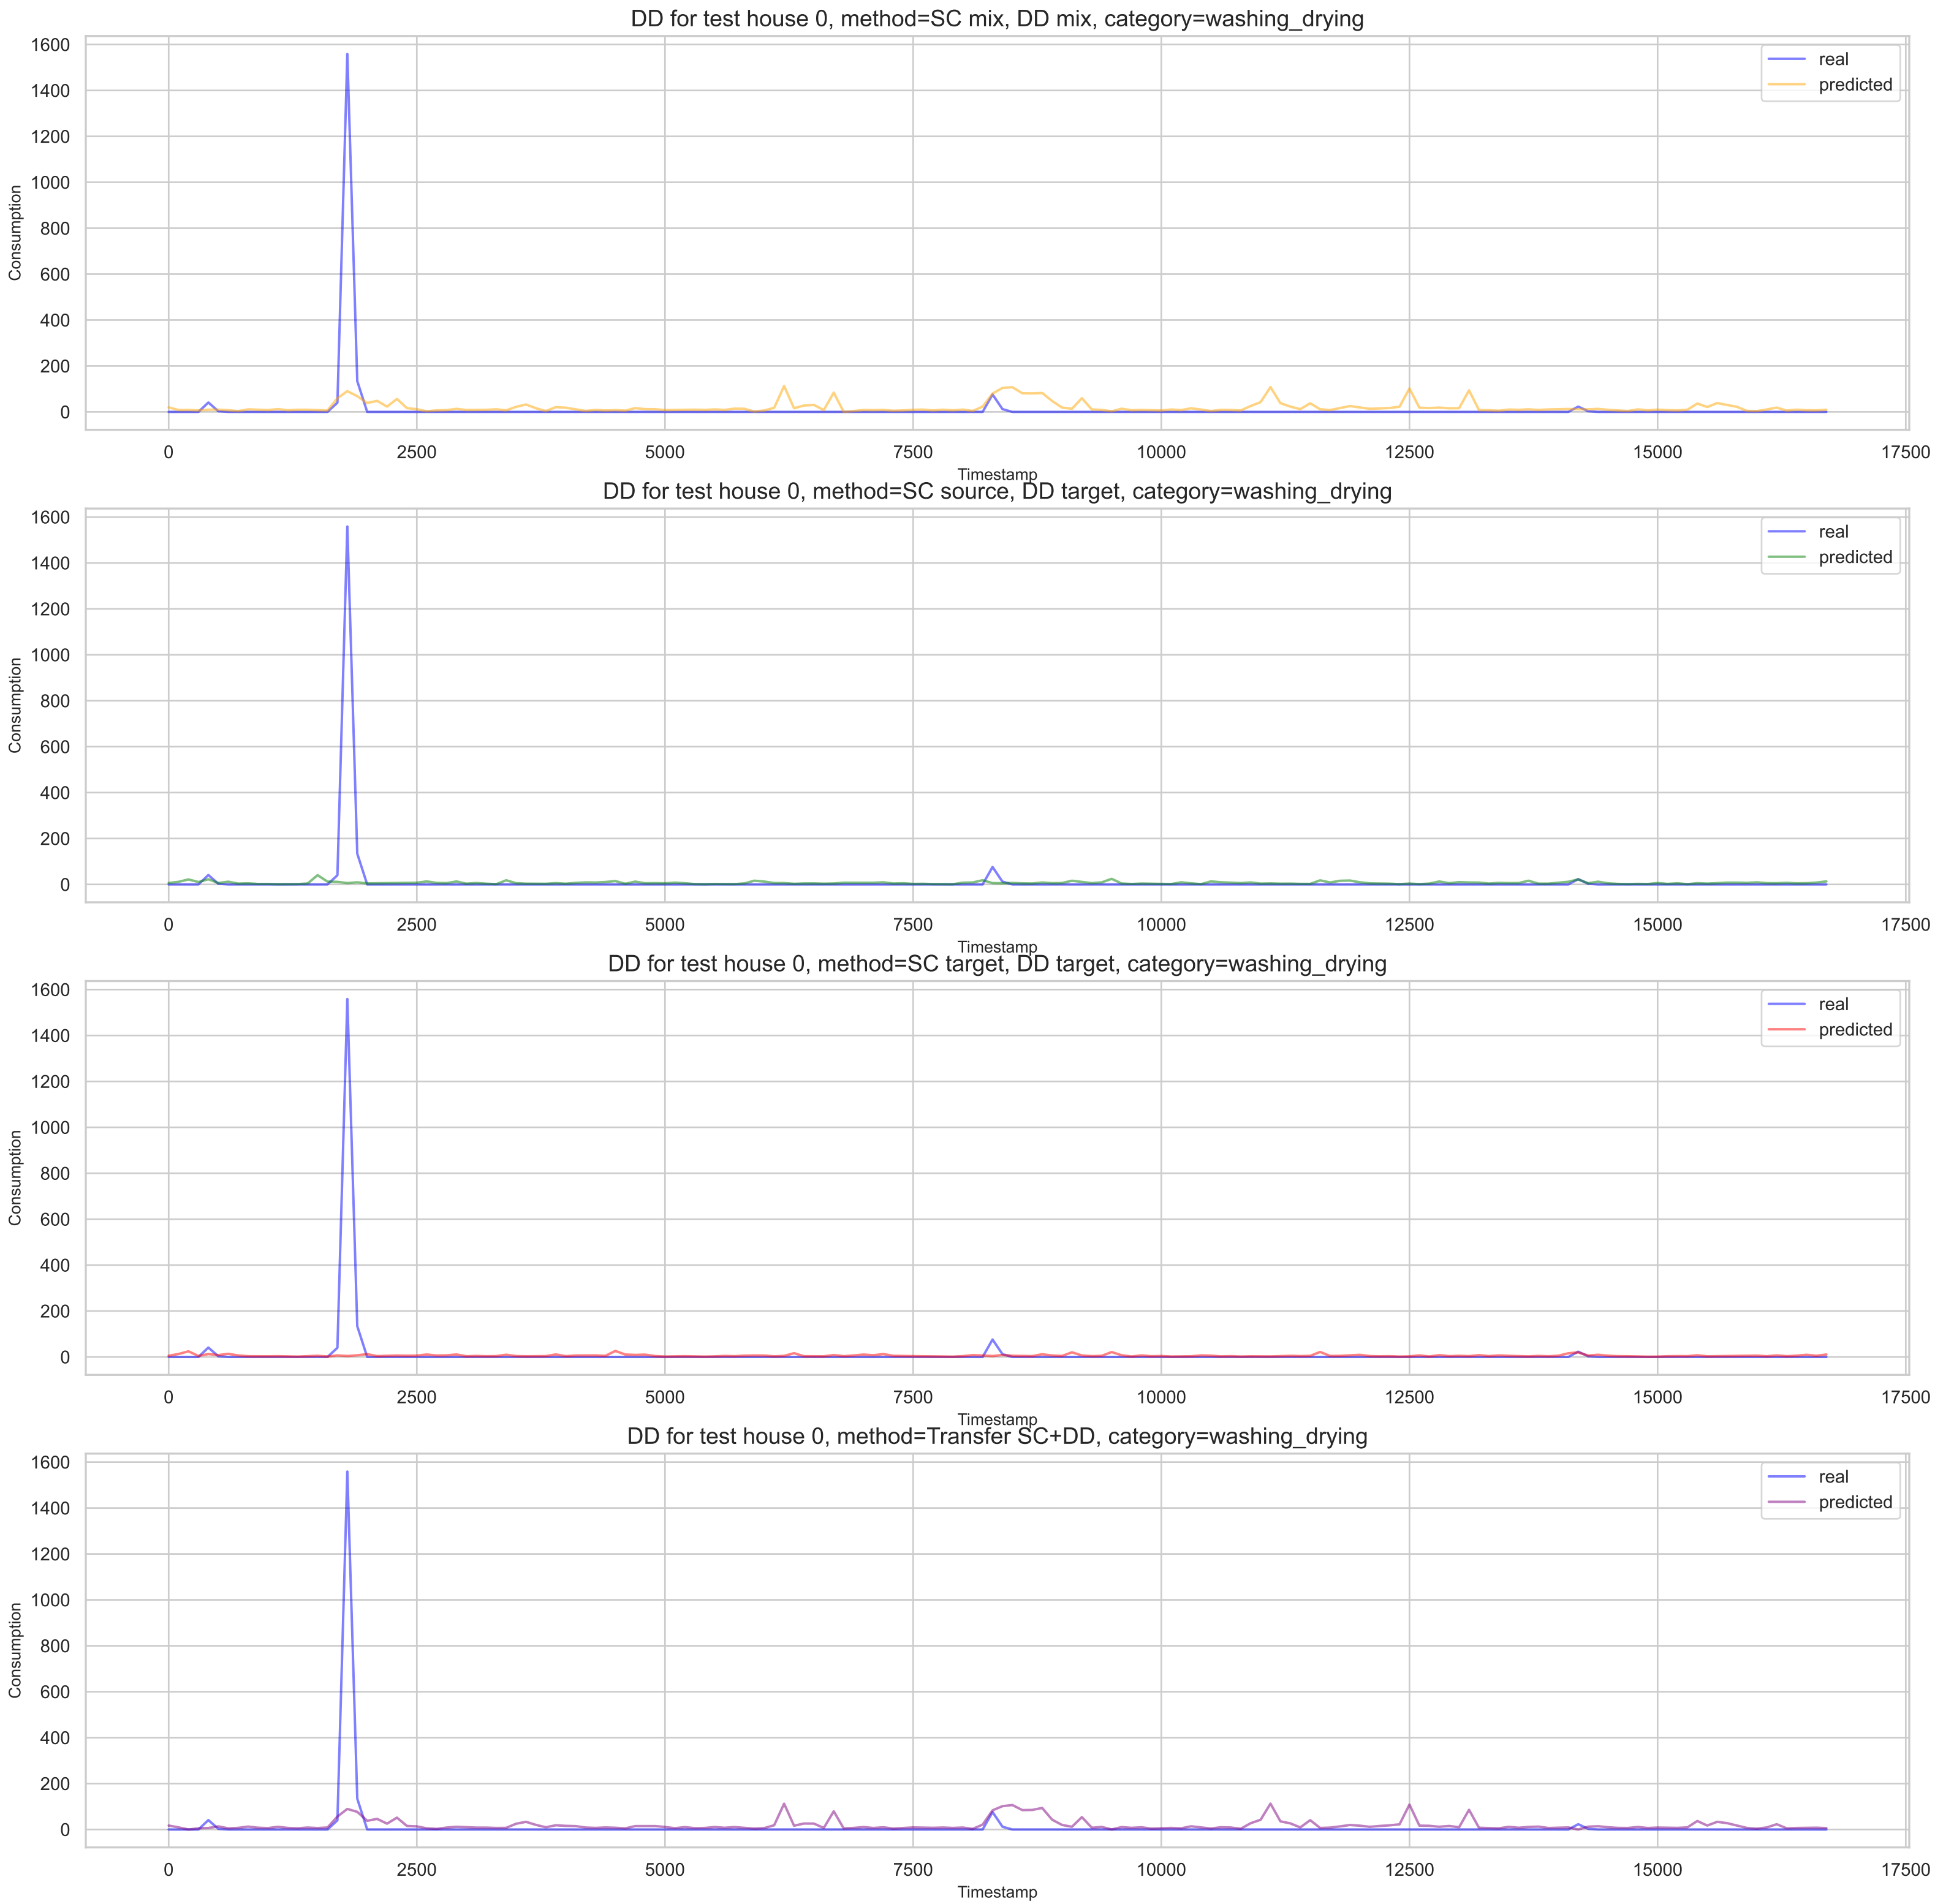 DD for test house 0, method=SC mix, DD mix, category=washing_drying
1600
1400
1200
1000
800
600
400
200
0
Consumption
real
predicted
0 2500 5000 7500 10000 12500 15000 17500
Timestamp
DD for test house 0, method=SC source, DD target, category=washing_drying
1600
1400
1200
1000
800
600
400
200
0
Consumption
real
predicted
0 2500 5000 7500 10000 12500 15000 17500
Timestamp
DD for test house 0, method=SC target, DD target, category=washing_drying
1600
1400
1200
1000
800
600
400
200
0
Consumption
real
predicted
0 2500 5000 7500 10000 12500 15000 17500
Timestamp
DD for test house 0, method=Transfer SC+DD, category=washing_drying
1600
1400
1200
1000
800
600
400
200
0
Consumption
real
predicted
0 2500 5000 7500 10000 12500 15000 17500
Timestamp